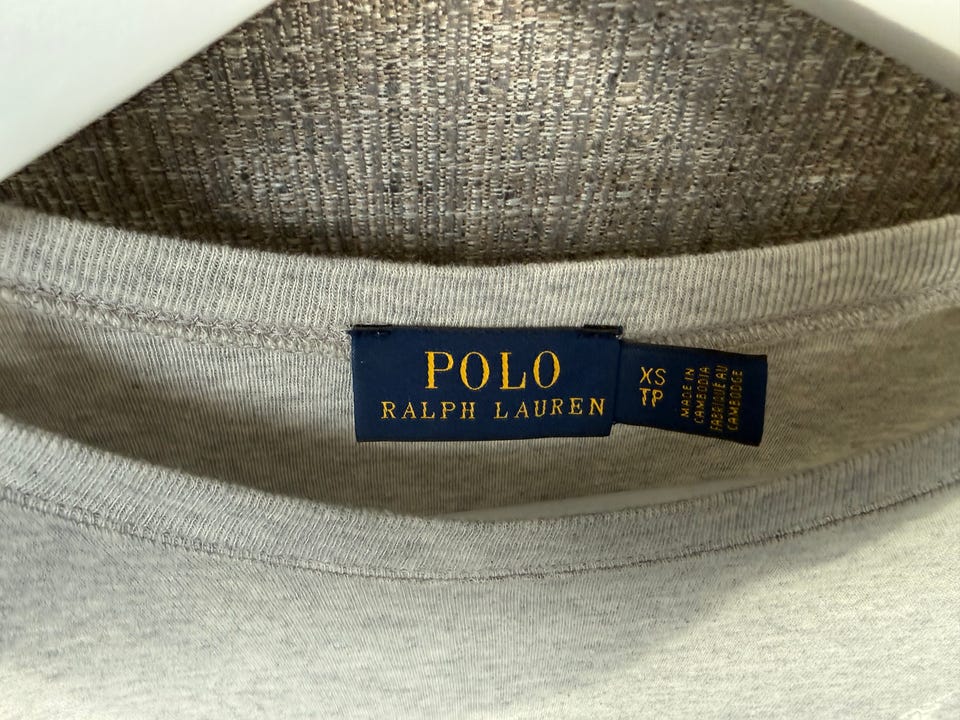 POLO
RALPH LAUREN
XS
TP
MADE IN
CAMBODIA
FABRIQUÉ AU
CAMBODGE